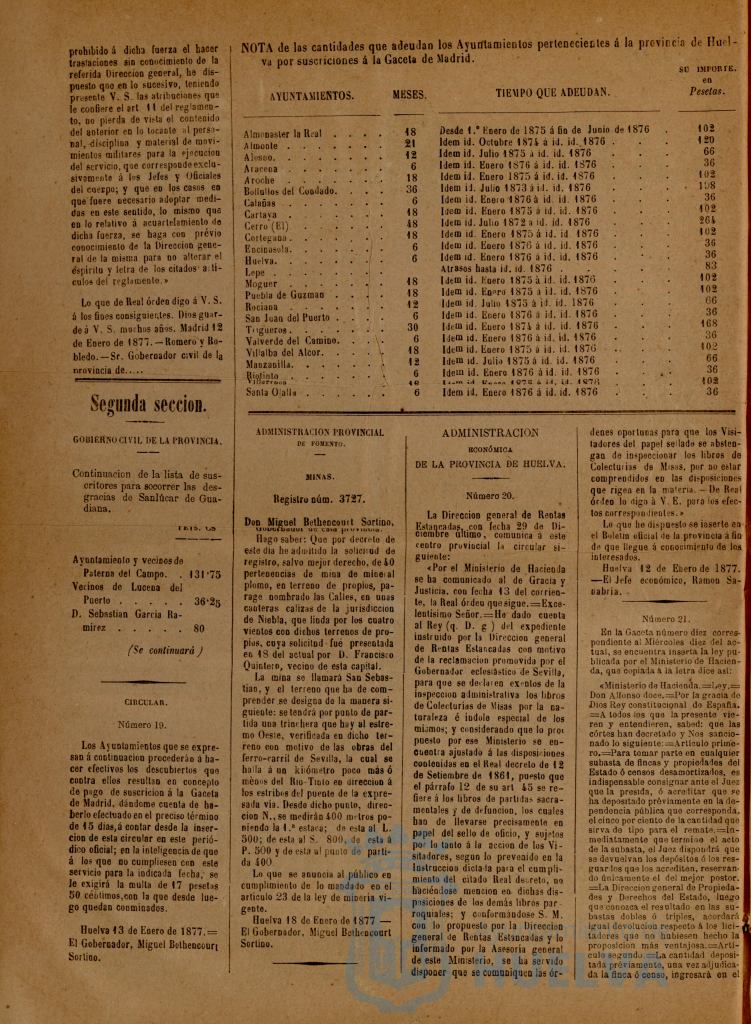 prohibido á dicha fuerza el hacer
traslaciones sin conocimiento de la
referida Direccion general, he dis-
puesto que en lo sucesivo, teniendo
presente V. S. las atribuciones que
le confiere el art 11 del reglamen-
to, no pierda de vista el contenido
del anterior en lo tocante al perso-
nal, disciplina y material de movi-
mientos militares para la ejecucion
del servicio, que corresponde exclu-
sivamente á los Jefes y Oficiales
del cuerpo; y que en los casos en
que fuere necesario adoptar medi-
das en este sentido, lo mismo que
en lo relativo á acuartelamiento de
dicha fuerza, se haga con prévio
conocimiento de la Direccion gene-
ral de la misma para no alterar el
espíritu y letra de los citados artí-
culos del reglamento.»
Lo que de Real órden digo á V. S.
á los fines consiguientes. Dios guar-
de á V. S. muchos años. Madrid 12
de Enero de 1877.—Romero y Ro-
bledo.—Sr. Gobernador civil de la
provincia de.....
Segunda seccion.
GOBIERNO CIVIL DE LA PROVINCIA.
Continuacion de la lista de sus-
critores para socorrer las des-
gracias de Sanlúcar de Gua-
diana.
Ayuntamiento y vecinos de
Paterna del Campo. . 131·75
Vecinos de Lucena del
Puerto . . . . . 36·25
D. Sebastian Garcia Ra-
mirez . . . . . 80
(Se continuará)
CIRCULAR.
Número 19.
Los Ayuntamientos que se expre-
san á continuacion procederán á ha-
cer efectivos los descubiertos que
contra ellos resultan en concepto
de pago de suscricion á la Gaceta
de Madrid, dándome cuenta de ha-
berlo efectuado en el preciso término
de 15 dias, á contar desde la inser-
cion de esta circular en este perió-
dico oficial; en la inteligencia de que
á los que no cumpliesen con este
servicio para la indicada fecha, se
le exigirá la multa de 17 pesetas
50 céntimos, con la que desde lue-
go quedan conminados.
Huelva 13 de Enero de 1877.=
El Gobernador, Miguel Bethencourt
Sortino.
NOTA de las cantidades que adeudan los Ayuntamientos pertenecientes á la provincia de Huel-
va por suscriciones á la Gaceta de Madrid.
AYUNTAMIENTOS. MESES. TIEMPO QUE ADEUDAN. SU IMPORTE. en Pesetas.
Almonaster la Real . . . . 18 Desde 1.º Enero de 1875 á fin de Junio de 1876 . 102
Almonte . . . . . 21 Idem id. Octubre 1874 á id. id. 1876 . . 120
Alosno. . . . . . 12 Idem id. Julio 1875 á id. id. 1876 . . 66
Aracena . . . . . 6 Idem id. Enero 1876 á id. id. 1876 . . 36
Aroche . . . . . 18 Idem id. Enero 1875 á id. id. 1876 . . 102
Bollullos del Condado. . . . 36 Idem id. Julio 1873 á id. id. 1876 . . 198
Calañas . . . . . 6 Idem id. Enero 1876 á id. id. 1876 . . 36
Cartaya . . . . . 18 Idem id. Enero 1875 á id. id. 1876 . . 102
Cerro (El). . . . . 48 Idem id. Julio 1872 á id. id. 1876 . . 264
Cortegana. . . . . 18 Idem id. Enero 1875 á id. id. 1876 . . 102
Encinasola. . . . . 6 Idem id. Enero 1876 á id. id. 1876 . . 36
Huelva. . . . . . 6 Idem id. Enero 1876 á id. id. 1876 . . 36
Lepe . . . . . Atrasos hasta id. id. 1876 . . 83
Moguer . . . . . 18 Idem id. Enero 1875 á id. id. 1876 . . 102
Puebla de Guzman . . . . 18 Idem id. Enero 1875 á id. id. 1876 . . 102
Rociana . . . . . 12 Idem id. Julio 1875 á id. id. 1876 . . 66
San Juan del Puerto . . . 6 Idem id. Enero 1876 á id. id. 1876 . . 36
Trigueros. . . . . 30 Idem id. Enero 1874 á id. id. 1876 . . 168
Valverde del Camino. . . . 6 Idem id. Enero 1876 á id. id. 1876 . . 36
Villalba del Alcor. . . . 18 Idem id. Enero 1875 á id. id. 1876 . . 102
Manzanilla. . . . . 12 Idem id. Julio 1875 á id. id. 1876 . . 66
Riotinto . . . . . 6 Idem id. Enero 1876 á id. id. 1876 . . 36
102
Santa Olalla . . . . 6 Idem id. Enero 1876 á id. id. 1876 . . 36
ADMINISTRACION PROVINCIAL
DE FOMENTO.
MINAS.
Registro núm. 3727.
Don Miguel Bethencourt Sortino,
Gobernador de esta provincia.
Hago saber: Que por decreto de
este dia he admitido la solicitud de
registro, salvo mejor derecho, de 40
pertenencias de mina de mineral
plomo, en terreno de propios, pa-
rage nombrado las Calles, en unas
canteras calizas de la jurisdiccion
de Niebla, que linda por los cuatro
vientos con dichos terrenos de pro-
pios, cuya solicitud fué presentada
en 18 del actual por D. Francisco
Quintero, vecino de esta capital.
La mina se llamará San Sebas-
tian, y el terreno que ha de com-
prender se designa de la manera si-
guiente: se tendrá por punto de par-
tida una trinchera que hay al estre-
mo Oeste, verificada en dicho ter-
reno con motivo de las obras del
ferro-carril de Sevilla, la cual se
halla á un kilómetro poco más ó
ménos del Rio-Tinto en direccion á
los estribos del puente de la expre-
sada via. Desde dicho punto, direc-
cion N., se medirán 400 metros po-
niendo la 1.ª estaca; de esta al L.
500; de esta al S. 800, de esta á
P. 500 y de esta al punto de parti-
da 400
Lo que se anuncia al público en
cumplimiento de lo mandado en el
artículo 23 de la ley de minería vi-
gente.
Huelva 18 de Enero de 1877 —
El Gobernador, Miguel Bethencourt
Sortino.
ADMINISTRACION
ECONÓMICA
DE LA PROVINCIA DE HUELVA.
Número 20.
La Direccion general de Rentas
Estancadas, con fecha 29 de Di-
ciembre último, comunica á este
centro provincial la circular si-
guiente:
«Por el Ministerio de Hacienda
se ha comunicado al de Gracia y
Justicia, con fecha 13 del corrien-
te, la Real órden que sigue.=Exce-
lentísimo Señor.=He dado cuenta
al Rey (q. D. g) del expediente
instruido por la Direccion general
de Rentas Estancadas con motivo
de la reclamacion promovida por el
Gobernador eclesiástico de Sevilla,
para que se declaren exentos de la
inspeccion administrativa los libros
de Colecturías de Misas por la na-
turaleza é índole especial de los
mismos; y considerando que lo pro-
puesto por ese Ministerio se en-
cuentra ajustado á las disposiciones
contenidas en el Real decreto de 12
de Setiembre de 1861, puesto que
el párrafo 12 de su art 45 se re-
fiere á los libros de partidas sacra-
mentales y de defuncion, los cuales
han de llevarse precisamente en
papel del sello de oficio, y sujetos
por lo tanto á la accion de los Vi-
sitadores, segun lo prevenido en la
Instruccion dictada para el cumpli-
miento del citado Real decreto, no
haciéndose mencion en dichas dis-
posiciones de los demás libros par-
roquiales; y conformándose S. M.
con lo propuesto por la Direccion
general de Rentas Estancadas y lo
informado por la Asesoría general
de este Ministerio, se ha servido
disponer que se comuniquen las ór-
denes oportunas para que los Visi-
tadores del papel sellado se absten-
gan de inspeccionar los libros de
Colecturias de Misas, por no estar
comprendidos en las disposiciones
que rigen en la materia.—De Real
órden lo digo á V. E. para los efec-
tos correspondientes.»
Lo que he dispuesto se inserte en
el Boletin oficial de la provincia á fin
de que llegue á conocimiento de los
interesados.
Huelva 12 de Enero de 1877.
—El Jefe económico, Ramon Sa-
nabria.
Número 21.
En la Gaceta número diez corres-
pondiente al Miércoles diez del ac-
tual, se encuentra inserta la ley pu-
blicada por el Ministerio de Hacien-
da, que copiada á la letra dice así:
«Ministerio de Hacienda.=Ley.=
Don Alfonso doce,=Por la gracia de
Dios Rey constitucional de España.
=A todos los que la presente vie-
ren y entendieren, sabed: que las
córtes han decretado y Nos sancio-
nado lo siguiente:=Artículo prime-
ro.=Para tomar parte en cualquier
subasta de fincas y propiedades del
Estado ó censos desamortizados, es
indispensable consignar ante el Juez
que la presida, ó acreditar que se
ha depositado préviamente en la de-
pendencia pública que corresponda,
el cinco por ciento de la cantidad que
sirva de tipo para el remate.=In-
mediatamente que termine el acto
de la subasta, el Juez dispondrá que
se devuelvan los depósitos ó los res-
guardos que los acrediten, reservan-
do únicamente el del mejor postor.
=La Direccion general de Propieda-
des y Derechos del Estado, luego
que conozca el resultado en las su-
bastas dobles ó triples, acordará
igual devolucion respecto á los lici-
tadores que no hubiesen hecho la
proposicion más ventajosa.=Artí-
culo segundo.=La cantidad deposi-
tada préviamente, una vez adjudica-
da la finca ó censo, ingresará en el
HUELVA